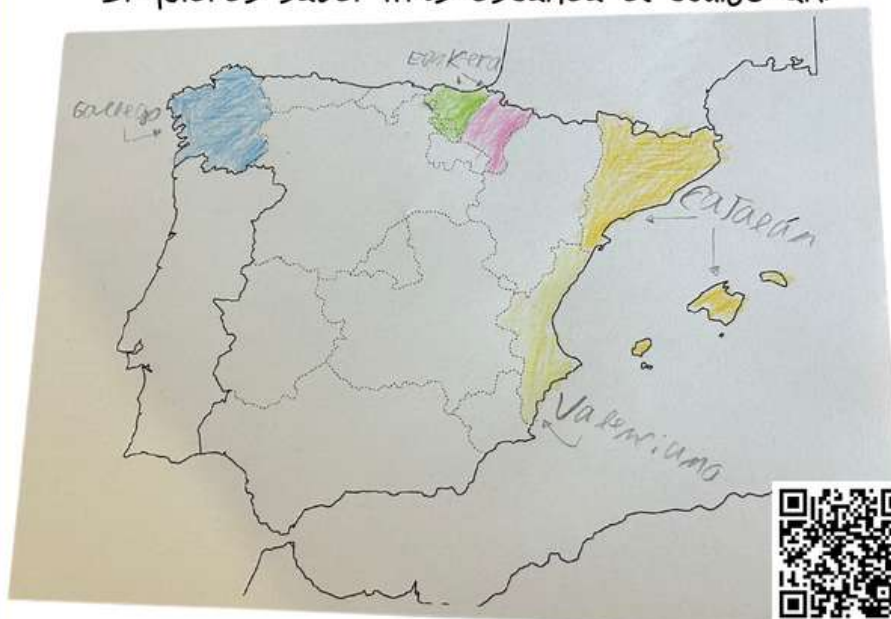 Si quieres saber más escanea el código QR.
Euskera
Gallego
Catalán
Valenciano